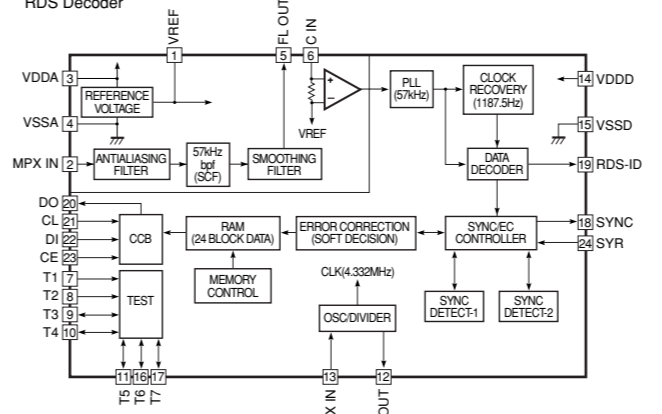 RDS Decoder
VREF
FL OUT
C IN
1
5
6
VDDA 3
REFERENCE
VOLTAGE
VSSA 4
+
−
VREF
PLL
(57kHz)
CLOCK
RECOVERY
(1187.5Hz)
14 VDDD
15 VSSD
MPX IN 2
ANTIALIASING
FILTER
57kHz
bpf
(SCF)
SMOOTHING
FILTER
DATA
DECODER
19 RDS-ID
DO 20
CL 21
DI 22
CE 23
CCB
RAM
(24 BLOCK DATA)
ERROR CORRECTION
(SOFT DECISION)
SYNC/EC
CONTROLLER
18 SYNC
24 SYR
T1 7
T2 8
T3 9
T4 10
TEST
MEMORY
CONTROL
CLK(4.332MHz)
OSC/DIVIDER
SYNC
DETECT-1
SYNC
DETECT-2
11 16 17
13
12
T5
T6
T7
X IN
OUT